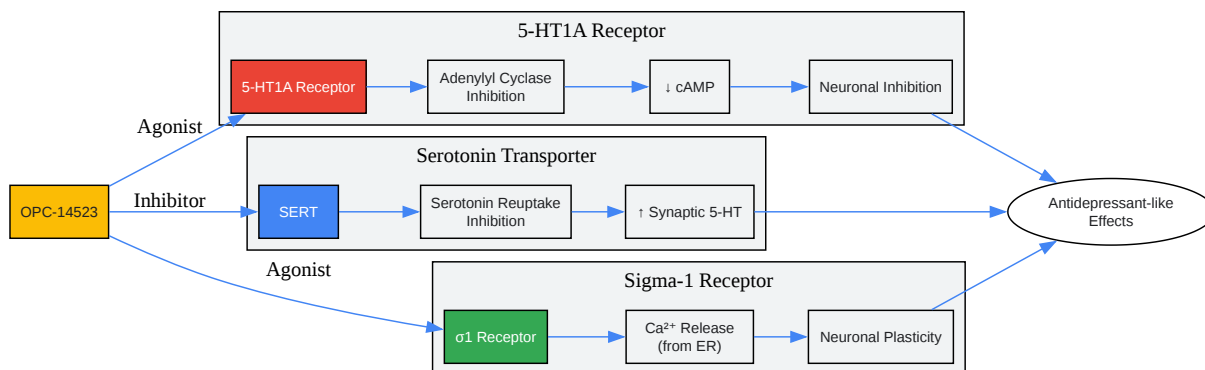 5-HT1A Receptor
5-HT1A Receptor
Adenylyl Cyclase
Inhibition
↓ cAMP
Neuronal Inhibition
Agonist
Serotonin Transporter
OPC-14523
Inhibitor
SERT
Serotonin Reuptake
Inhibition
↑ Synaptic 5-HT
Antidepressant-like
Effects
Agonist
Sigma-1 Receptor
σ1 Receptor
Ca²⁺ Release
(from ER)
Neuronal Plasticity